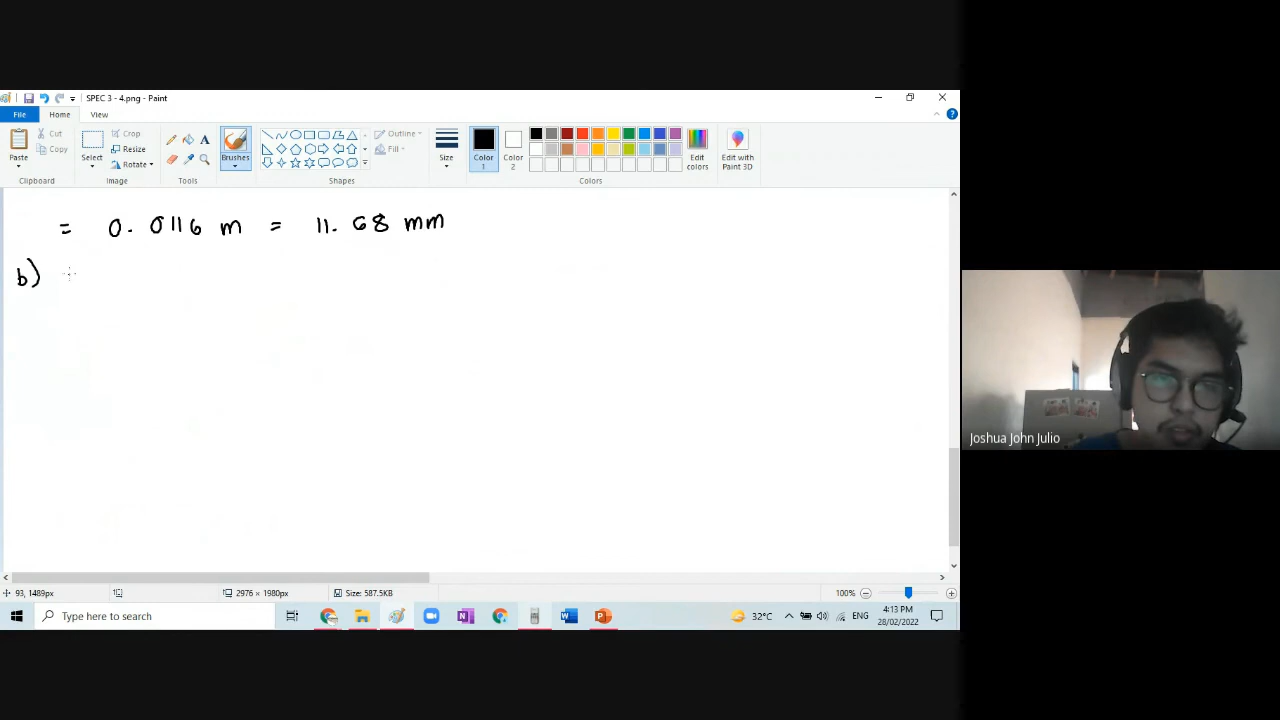 SPEC 3 - 4.png - Paint
File Home View
Paste
Cut
Copy
Clipboard
Select
Crop
Resize
Rotate
Image
Tools
Brushes
Outline
Fill
Shapes
Size
Color 1
Color 2
Edit colors
Edit with Paint 3D
Colors
= 0.0116 m = 11.68 mm
b)
Joshua John Julio
93, 1489px
2976 × 1980px
Size: 587.5KB
100%
Type here to search
32°C
ENG
4:13 PM
28/02/2022